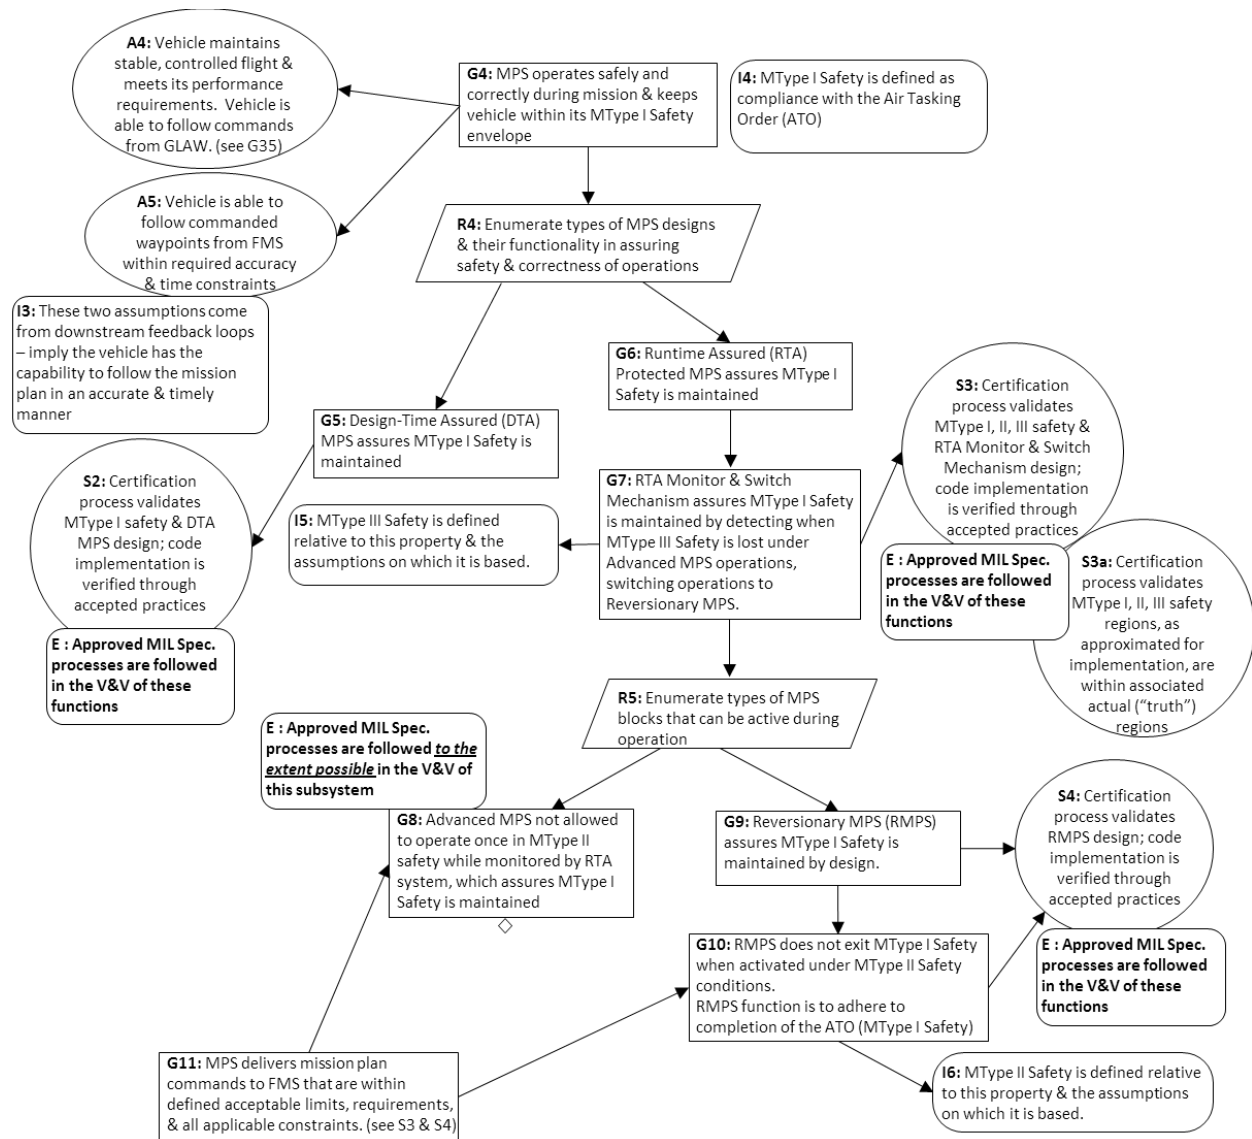 A4: Vehicle maintains
stable, controlled flight &
meets its performance
requirements.  Vehicle is
able to follow commands
from GLAW. (see G35)
G4: MPS operates safely and
correctly during mission & keeps
vehicle within its MType I Safety
envelope
I4: MType I Safety is defined as
compliance with the Air Tasking
Order (ATO)
A5: Vehicle is able to
follow commanded
waypoints from FMS
within required accuracy
& time constraints
R4: Enumerate types of MPS designs
& their functionality in assuring
safety & correctness of operations
I3: These two assumptions come
from downstream feedback loops
– imply the vehicle has the
capability to follow the mission
plan in an accurate & timely
manner
G6: Runtime Assured (RTA)
Protected MPS assures MType I
Safety is maintained
G5: Design-Time Assured (DTA)
MPS assures MType I Safety is
maintained
S3: Certification
process validates
MType I, II, III safety &
RTA Monitor & Switch
Mechanism design;
code implementation
is verified through
accepted practices
S2: Certification
process validates
MType I safety & DTA
MPS design; code
implementation is
verified through
accepted practices
G7: RTA Monitor & Switch
Mechanism assures MType I Safety
is maintained by detecting when
MType III Safety is lost under
Advanced MPS operations,
switching operations to
Reversionary MPS.
I5: MType III Safety is defined
relative to this property & the
assumptions on which it is based.
E : Approved MIL Spec.
processes are followed
in the V&V of these
functions
S3a: Certification
process validates
MType I, II, III safety
regions, as
approximated for
implementation, are
within associated
actual (“truth”)
regions
E : Approved MIL Spec.
processes are followed
in the V&V of these
functions
R5: Enumerate types of MPS
blocks that can be active during
operation
E : Approved MIL Spec.
processes are followed to the
extent possible in the V&V of
this subsystem
G8: Advanced MPS not allowed
to operate once in MType II
safety while monitored by RTA
system, which assures MType I
Safety is maintained
G9: Reversionary MPS (RMPS)
assures MType I Safety is
maintained by design.
S4: Certification
process validates
RMPS design; code
implementation is
verified through
accepted practices
G10: RMPS does not exit MType I Safety
when activated under MType II Safety
conditions.
RMPS function is to adhere to
completion of the ATO (MType I Safety)
E : Approved MIL Spec.
processes are followed
in the V&V of these
functions
G11: MPS delivers mission plan
commands to FMS that are within
defined acceptable limits, requirements,
& all applicable constraints. (see S3 & S4)
I6: MType II Safety is defined relative
to this property & the assumptions
on which it is based.